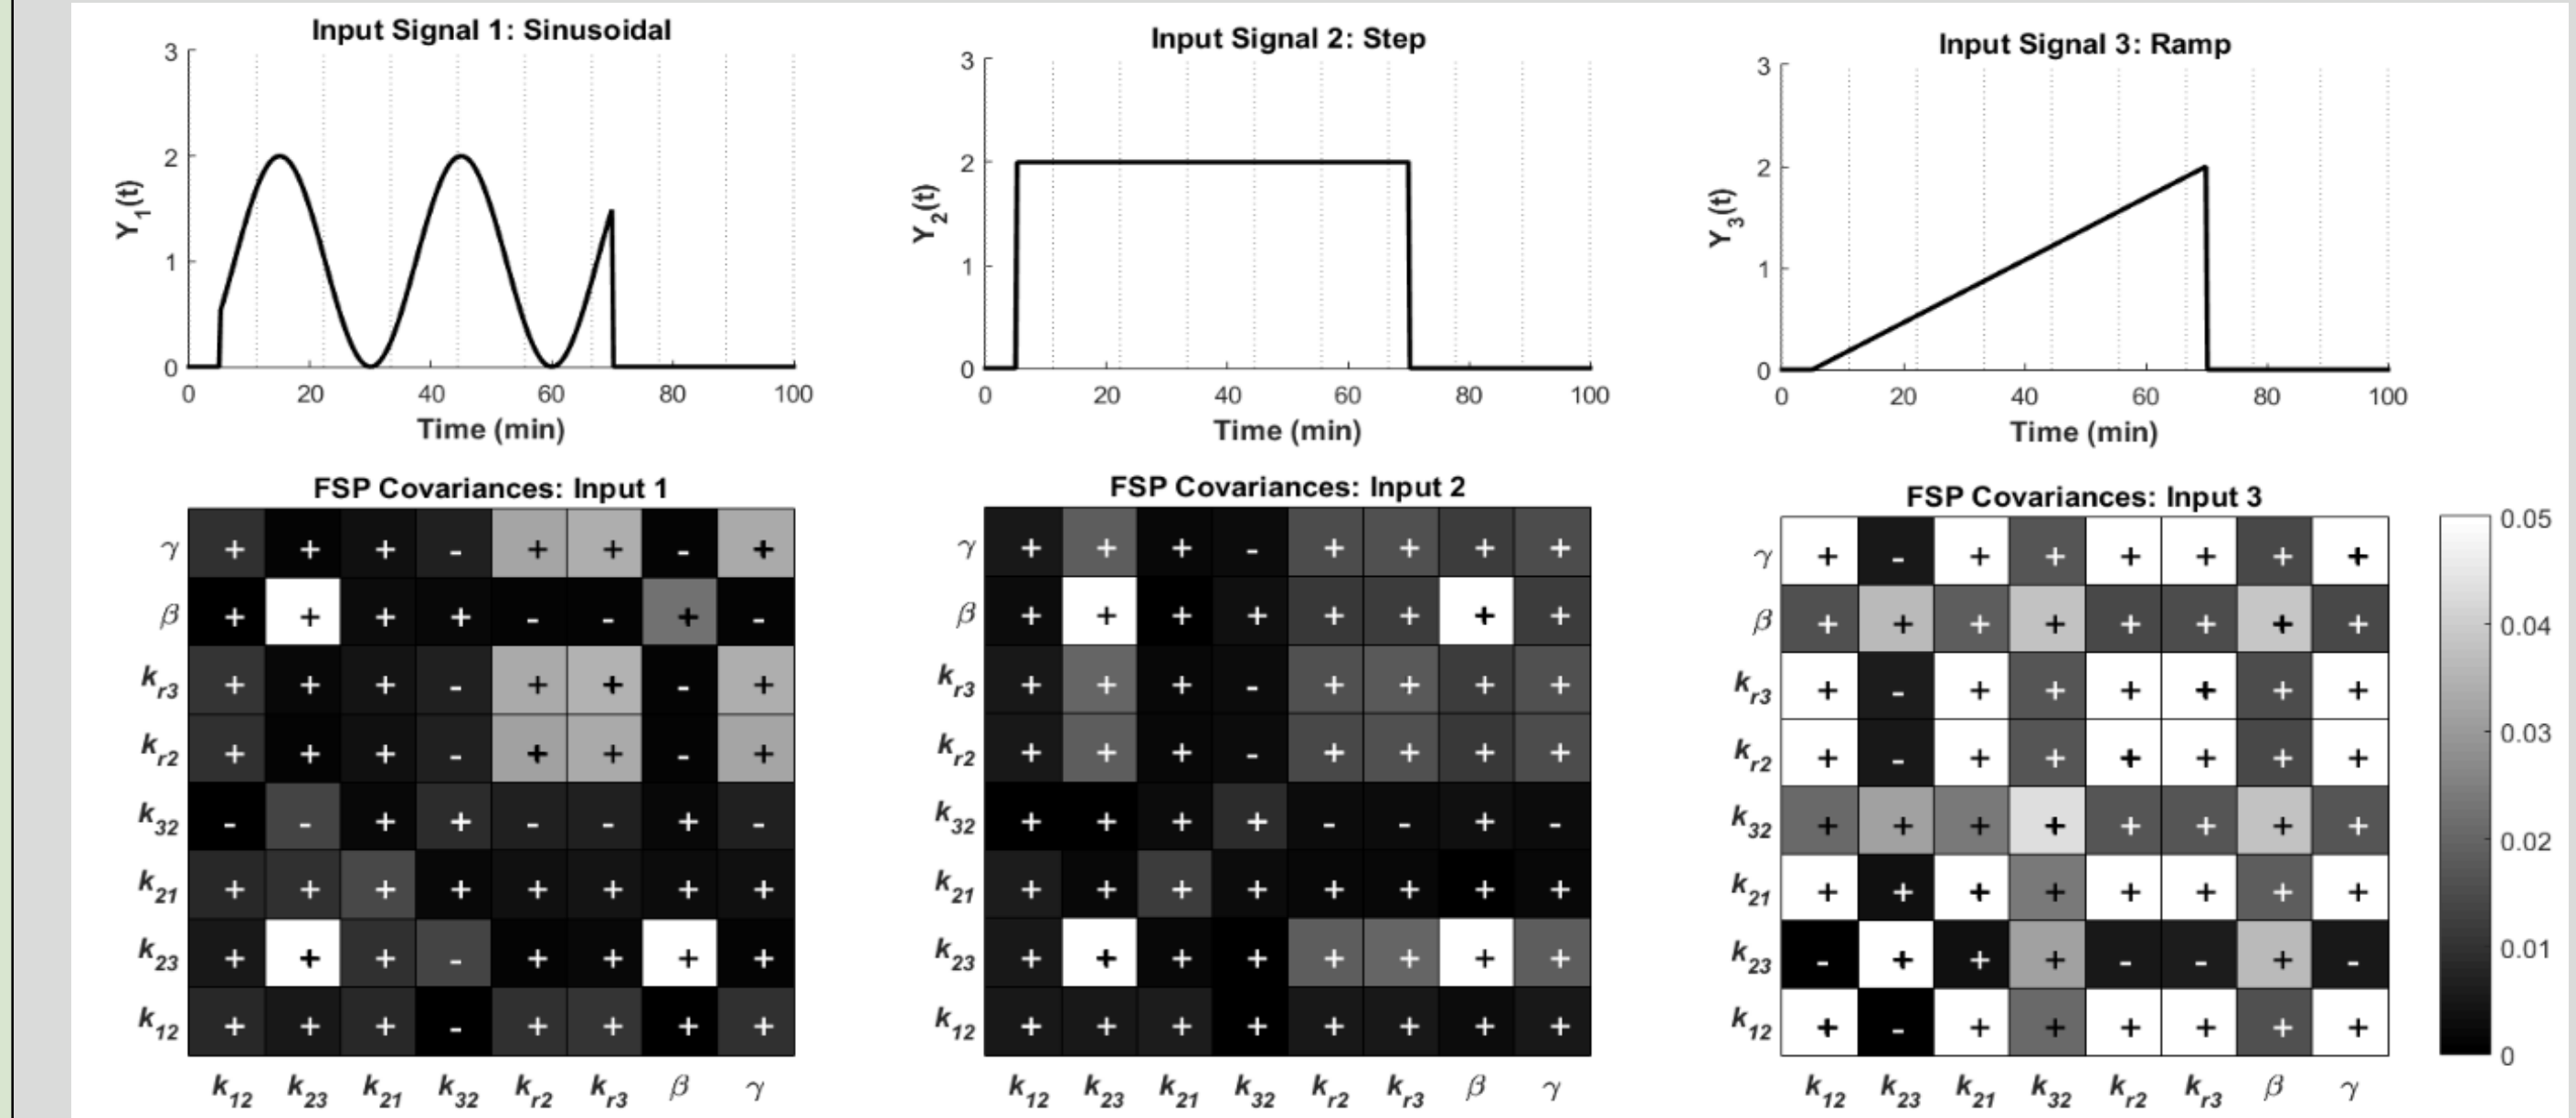 Input Signal 1: Sinusoidal
3
2
1
0
Y1(t)
0 20 40 60 80 100
Time (min)
Input Signal 2: Step
3
2
1
0
Y2(t)
0 20 40 60 80 100
Time (min)
Input Signal 3: Ramp
3
2
1
0
Y3(t)
0 20 40 60 80 100
Time (min)
FSP Covariances: Input 1
γ + + + - + + - +
β + + + + - - + -
kr3 + + + - + + - +
kr2 + + + - + + - +
k32 - - + + - - + -
k21 + + + + + + + +
k23 + + + - + + + +
k12 + + + - + + + +
k12 k23 k21 k32 kr2 kr3 β γ
FSP Covariances: Input 2
γ + + + - + + + +
β + + + + + + + +
kr3 + + + - + + + +
kr2 + + + - + + + +
k32 + + + + - - + -
k21 + + + + + + + +
k23 + + + + + + + +
k12 + + + + + + + +
k12 k23 k21 k32 kr2 kr3 β γ
FSP Covariances: Input 3
γ + - + + + + + +
β + + + + + + + +
kr3 + - + + + + + +
kr2 + - + + + + + +
k32 + + + + + + + +
k21 + + + + + + + +
k23 - + + + - - + -
k12 + - + + + + + +
k12 k23 k21 k32 kr2 kr3 β γ
0.05
0.04
0.03
0.02
0.01
0